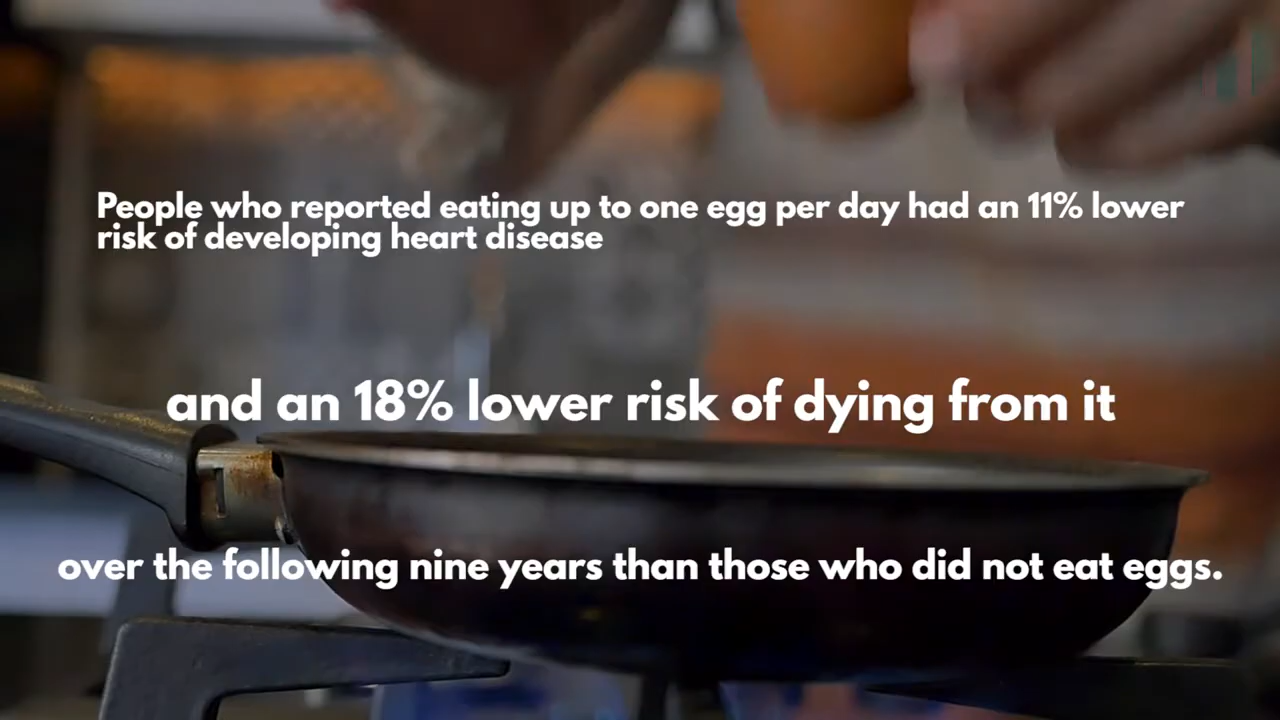 People who reported eating up to one egg per day had an 11% lower
risk of developing heart disease
and an 18% lower risk of dying from it
over the following nine years than those who did not eat eggs.